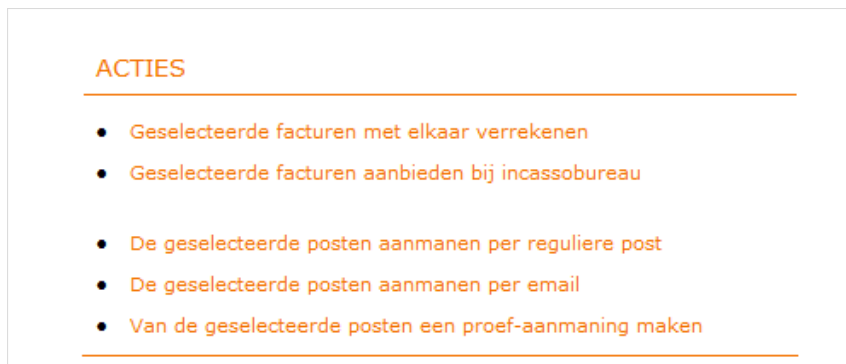 ACTIES
Geselecteerde facturen met elkaar verrekenen
Geselecteerde facturen aanbieden bij incassobureau
De geselecteerde posten aanmanen per reguliere post
De geselecteerde posten aanmanen per email
Van de geselecteerde posten een proef-aanmaning maken